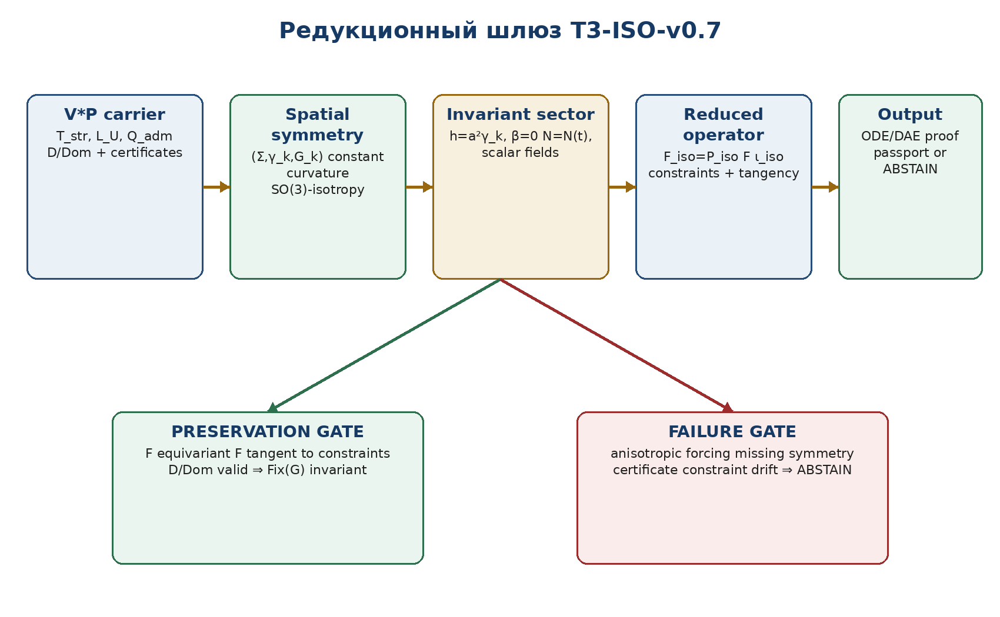 Редукционный шлюз T3-ISO-v0.7
V*P carrier
T_str, L_U, Q_adm
D/Dom + certificates
Spatial
symmetry
(Σ,γ_k,G_k) constant
curvature
SO(3)-isotropy
Invariant sector
h=a²γ_k, β=0 N=N(t),
scalar fields
Reduced
operator
F_iso=P_iso F ι_iso
constraints + tangency
Output
ODE/DAE proof
passport or
ABSTAIN
PRESERVATION GATE
F equivariant F tangent to constraints
D/Dom valid ⇒ Fix(G) invariant
FAILURE GATE
anisotropic forcing missing symmetry
certificate constraint drift ⇒ ABSTAIN